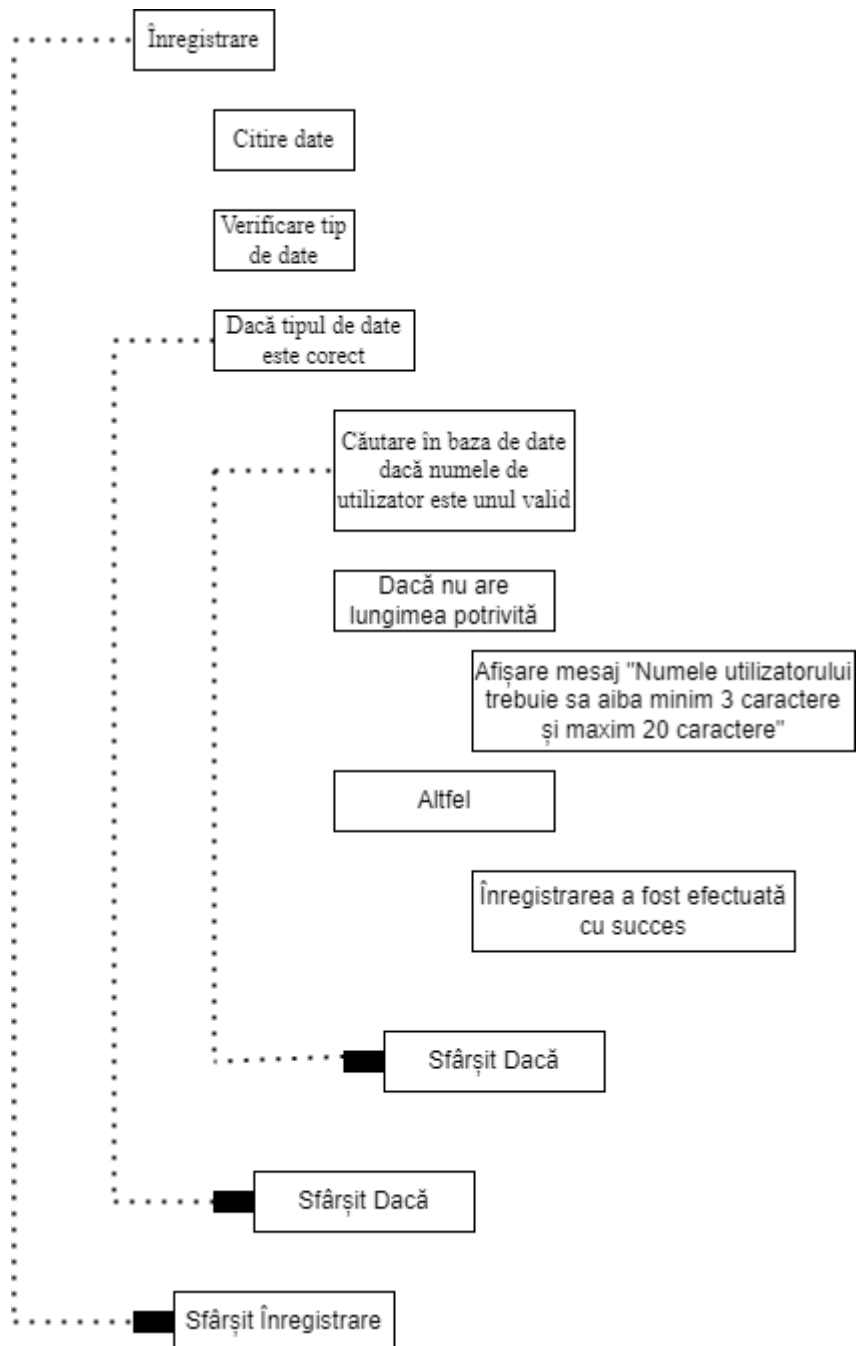 Înregistrare
Citire date
Verificare tip
de date
Dacă tipul de date
este corect
Căutare în baza de date
dacă numele de
utilizator este unul valid
Dacă nu are
lungimea potrivită
Afișare mesaj "Numele utilizatorului
trebuie sa aiba minim 3 caractere
și maxim 20 caractere"
Altfel
Înregistrarea a fost efectuată
cu succes
Sfârșit Dacă
Sfârșit Dacă
Sfârșit Înregistrare